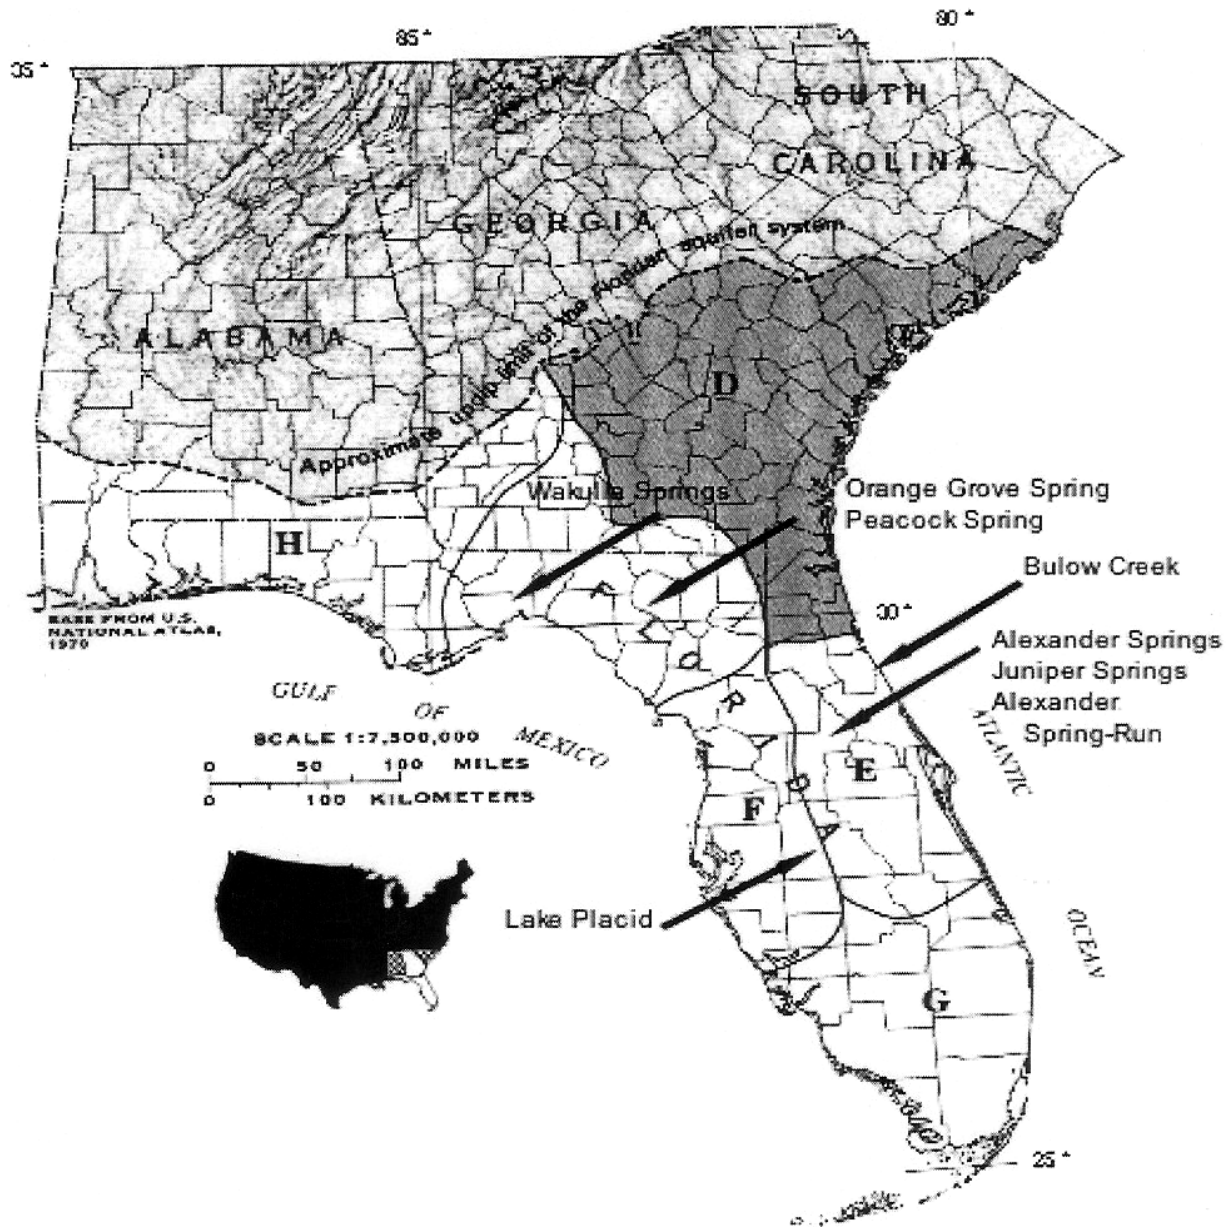 80°
85°
35°
SOUTH
CAROLINA
GEORGIA
Approximate updip limit of the Floridan aquifer system
ALABAMA
D
Wakulla Springs
Orange Grove Spring
Peacock Spring
H
Bulow Creek
30°
BASE FROM U.S.
NATIONAL ATLAS,
1970
FLORIDA
Alexander Springs
Juniper Springs
Alexander
Spring-Run
GULF
OF
MEXICO
ATLANTIC
OCEAN
SCALE 1:7,500,000
0 50 100 MILES
0 100 KILOMETERS
E
F
Lake Placid
G
25°